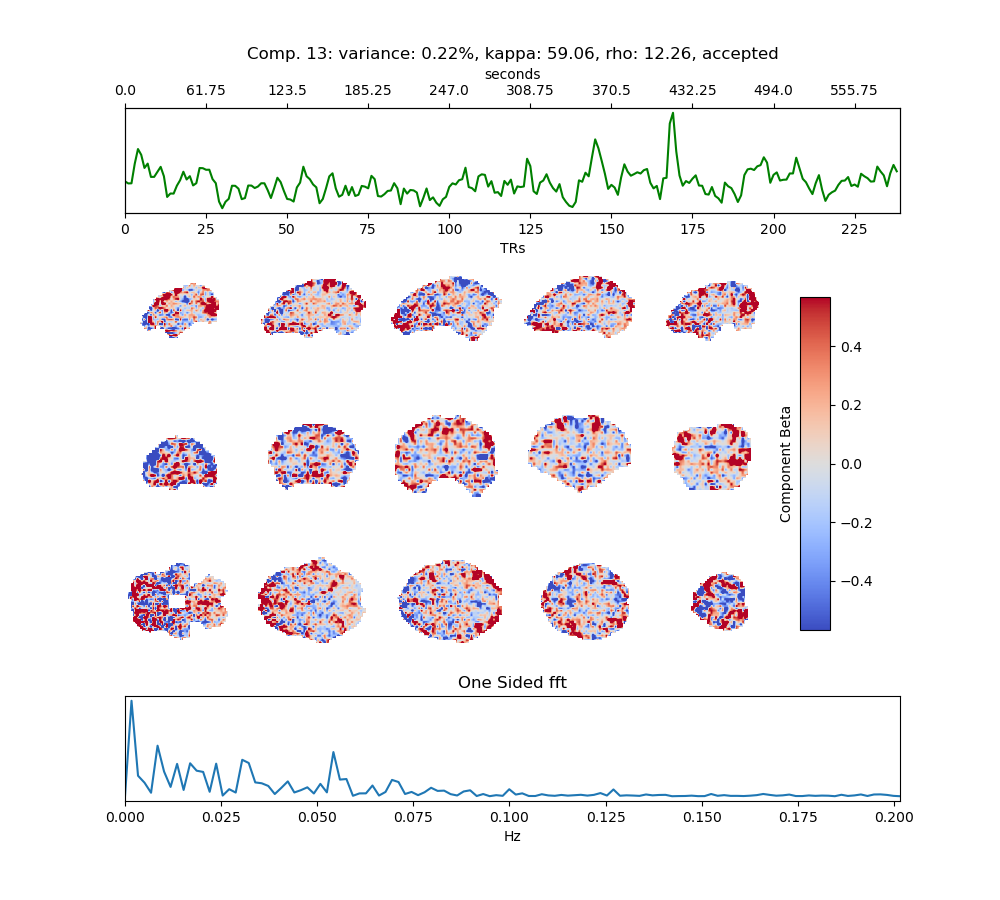 Comp. 13: variance: 0.22%, kappa: 59.06, rho: 12.26, accepted
seconds
0.0 61.75 123.5 185.25 247.0 308.75 370.5 432.25 494.0 555.75
0 25 50 75 100 125 150 175 200 225
TRs
0.4
0.2
0.0
−0.2
−0.4
Component Beta
One Sided fft
0.000 0.025 0.050 0.075 0.100 0.125 0.150 0.175 0.200
Hz